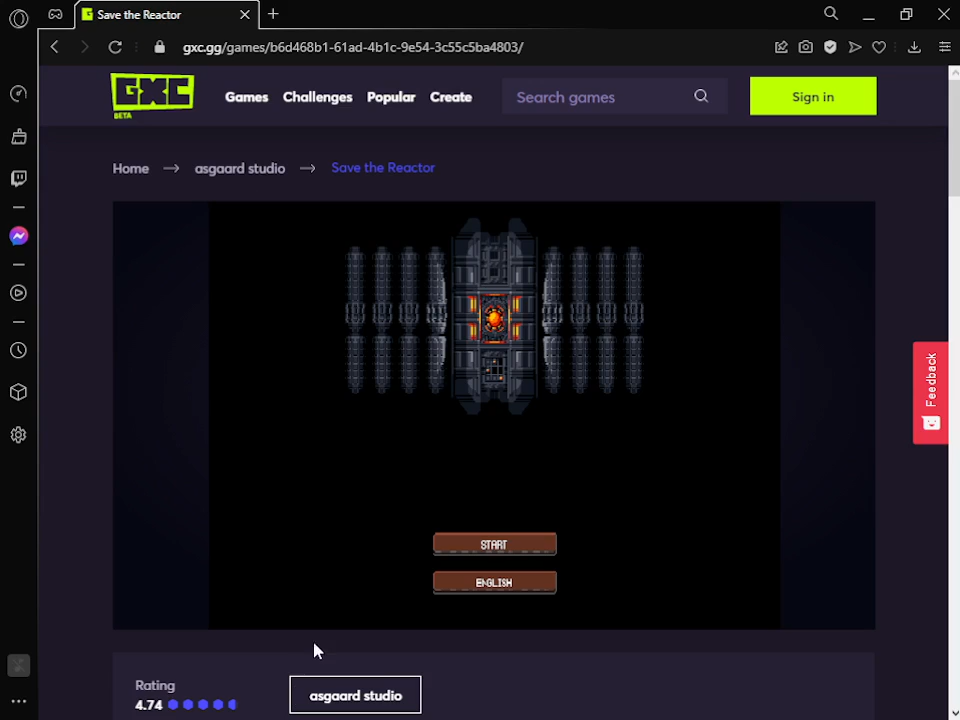 Save the Reactor
gxc.gg/games/b6d468b1-61ad-4b1c-9e54-3c55c5ba4803/
GXC
BETA
Games
Challenges
Popular
Create
Search games
Sign in
Home
asgaard studio
Save the Reactor
START
ENGLISH
Feedback
Rating
4.74
asgaard studio